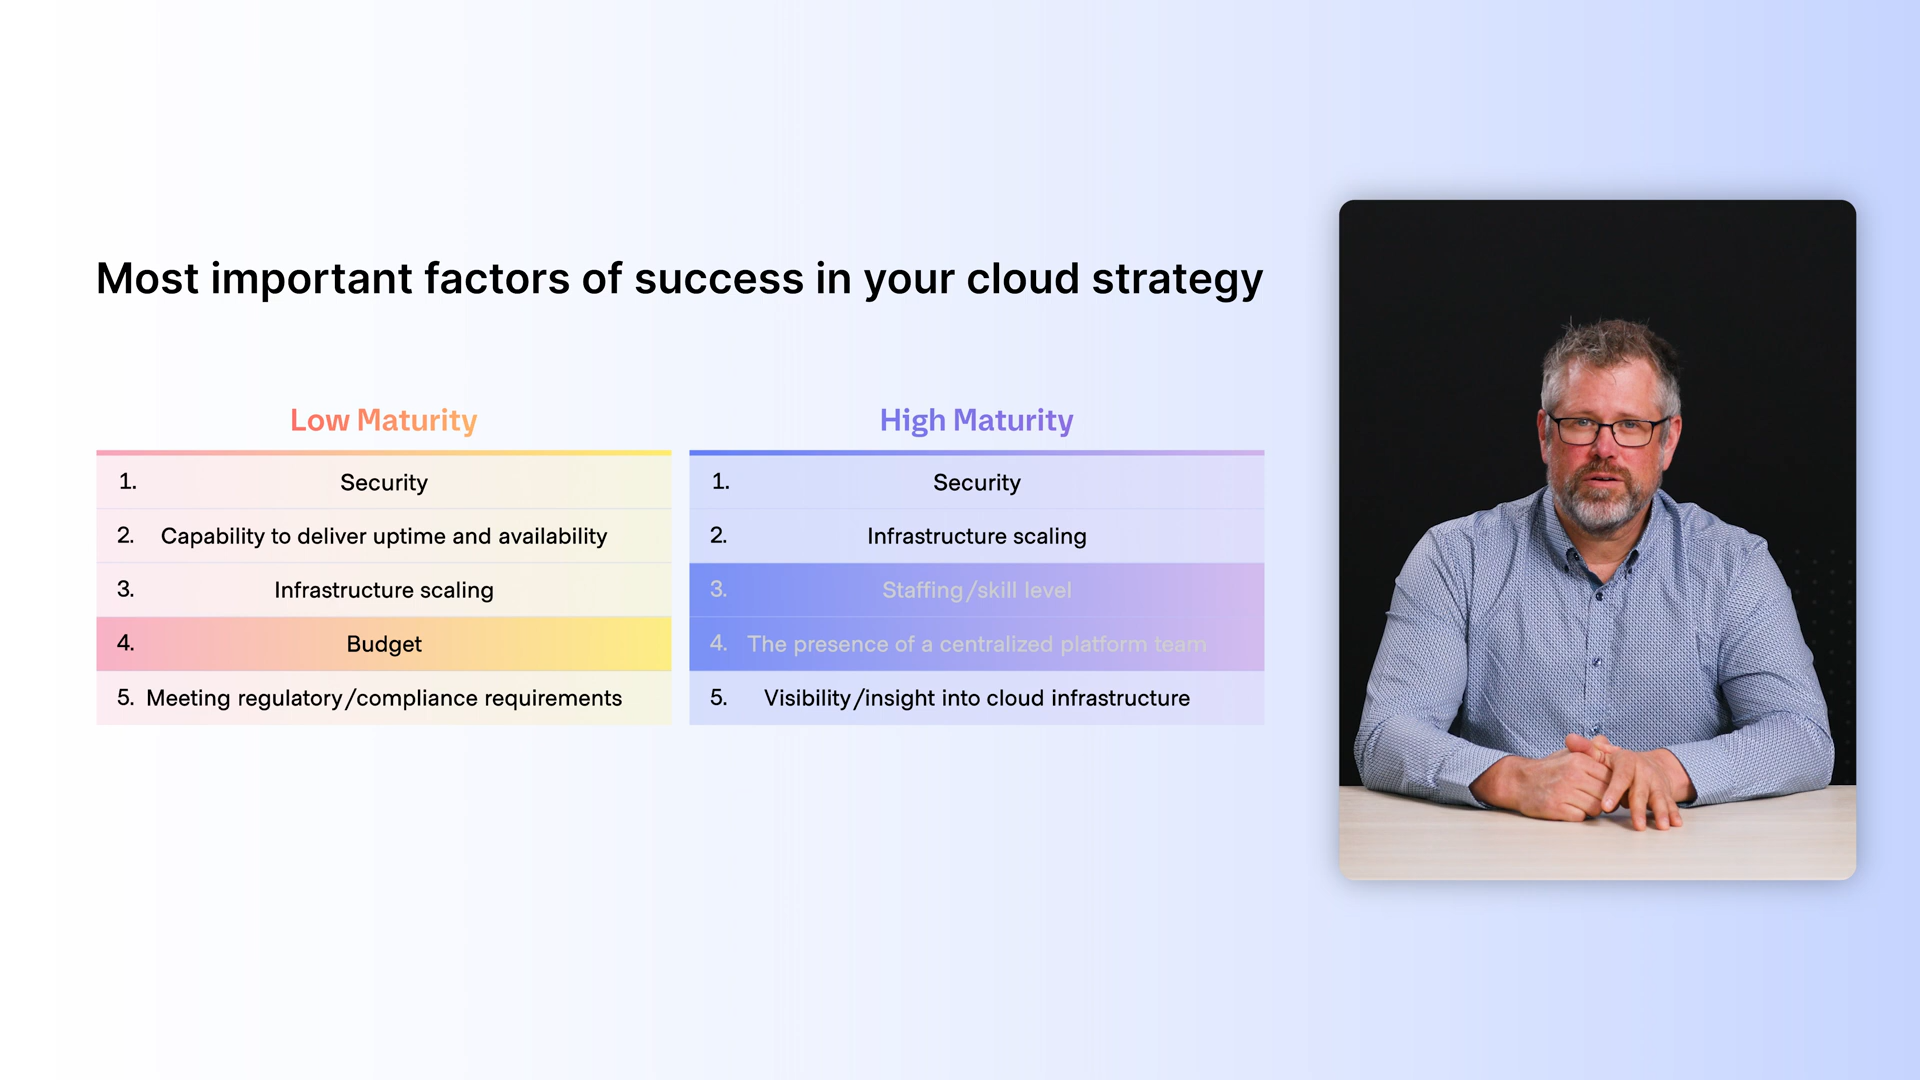 Most important factors of success in your cloud strategy
Low Maturity
1. Security
2. Capability to deliver uptime and availability
3. Infrastructure scaling
4. Budget
5. Meeting regulatory/compliance requirements
High Maturity
1. Security
2. Infrastructure scaling
3. Staffing/skill level
4. The presence of a centralized platform team
5. Visibility/insight into cloud infrastructure